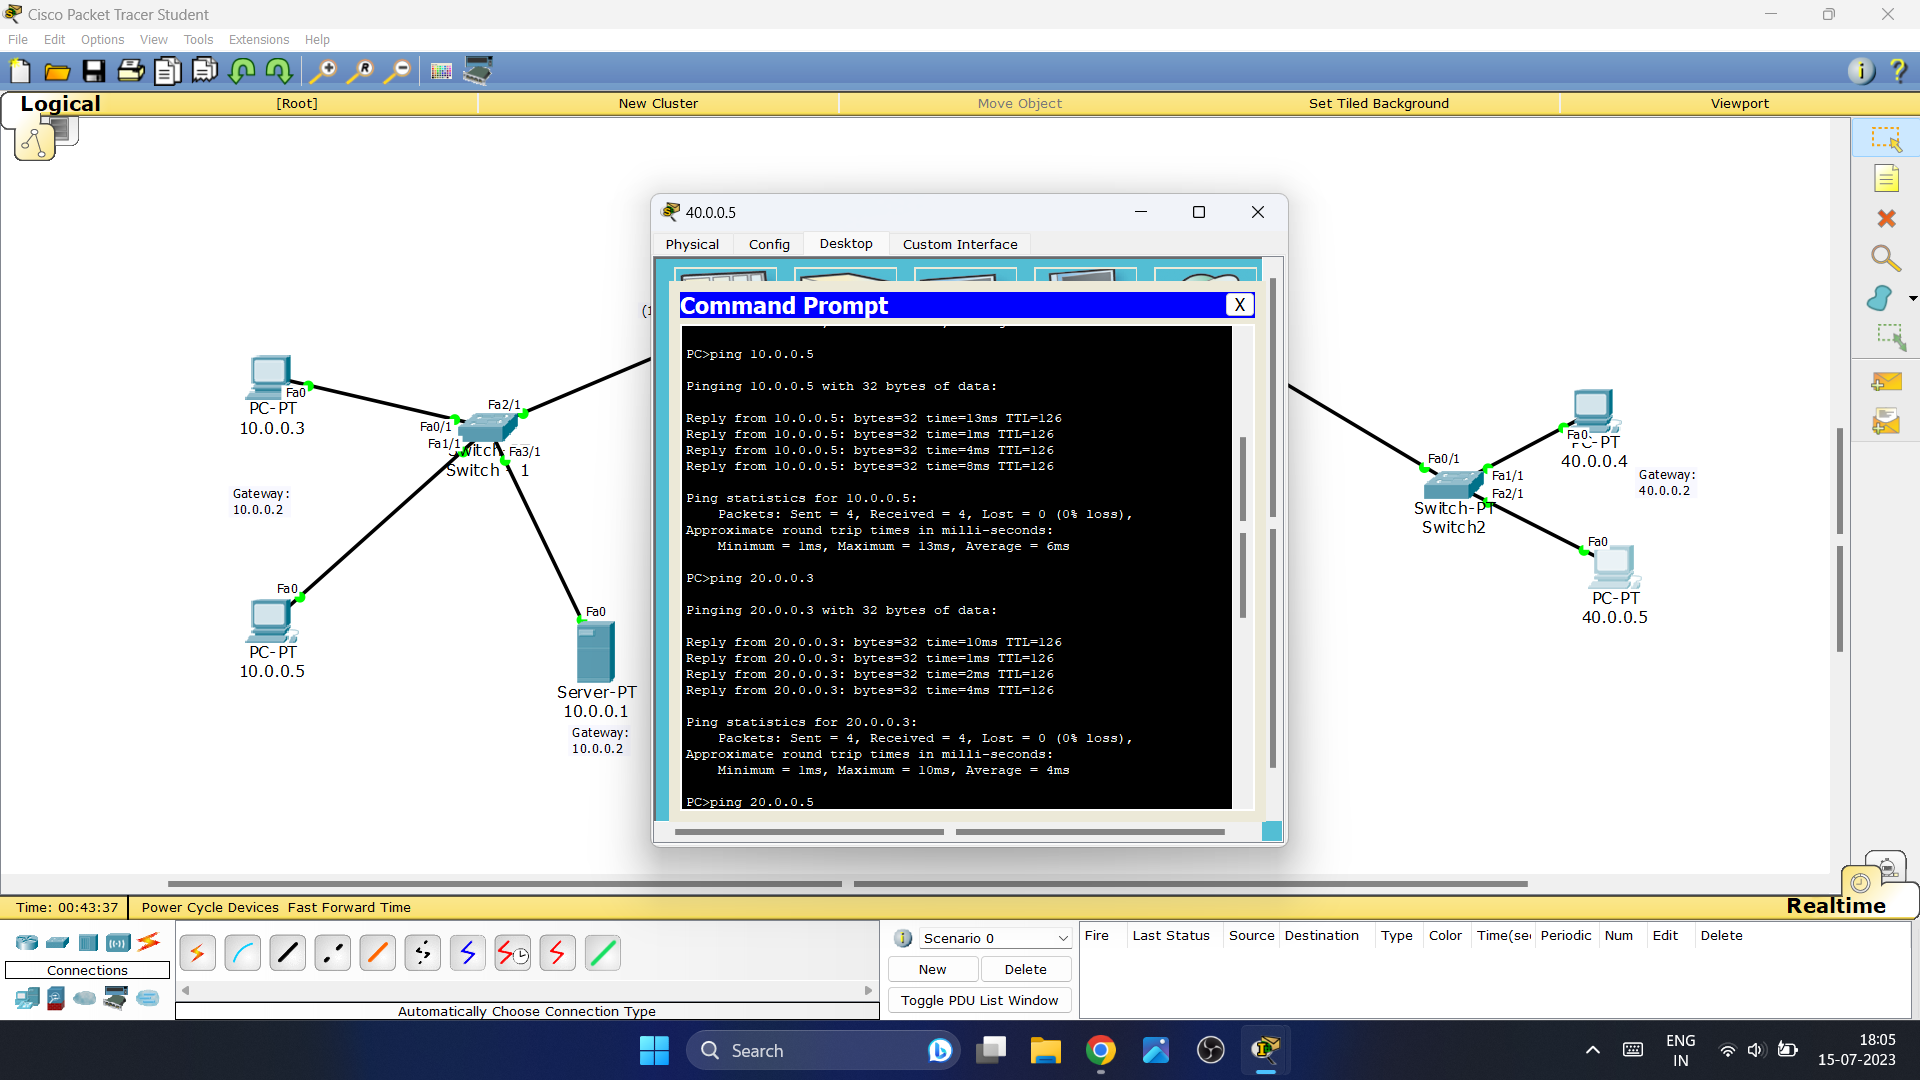 Cisco Packet Tracer Student
File Edit Options View Tools Extensions Help
Logical [Root] New Cluster Move Object Set Tiled Background Viewport
40.0.0.5
Physical Config Desktop Custom Interface
Command Prompt X
PC>ping 10.0.0.5
Pinging 10.0.0.5 with 32 bytes of data:
Reply from 10.0.0.5: bytes=32 time=13ms TTL=126
Reply from 10.0.0.5: bytes=32 time=1ms TTL=126
Reply from 10.0.0.5: bytes=32 time=4ms TTL=126
Reply from 10.0.0.5: bytes=32 time=8ms TTL=126
Ping statistics for 10.0.0.5:
Packets: Sent = 4, Received = 4, Lost = 0 (0% loss),
Approximate round trip times in milli-seconds:
Minimum = 1ms, Maximum = 13ms, Average = 6ms
PC>ping 20.0.0.3
Pinging 20.0.0.3 with 32 bytes of data:
Reply from 20.0.0.3: bytes=32 time=10ms TTL=126
Reply from 20.0.0.3: bytes=32 time=1ms TTL=126
Reply from 20.0.0.3: bytes=32 time=2ms TTL=126
Reply from 20.0.0.3: bytes=32 time=4ms TTL=126
Ping statistics for 20.0.0.3:
Packets: Sent = 4, Received = 4, Lost = 0 (0% loss),
Approximate round trip times in milli-seconds:
Minimum = 1ms, Maximum = 10ms, Average = 4ms
PC>ping 20.0.0.5
Fa0
PC-PT
10.0.0.3
Fa2/1
Fa0/1
Fa1/1
Fa3/1
Switch 1
Gateway:
10.0.0.2
Fa0
PC-PT
10.0.0.5
Fa0
Server-PT
10.0.0.1
Gateway:
10.0.0.2
Fa0/1
Fa1/1
Fa2/1
Switch-PT
Switch2
Fa0
PC-PT
40.0.0.4
Gateway:
40.0.0.2
Fa0
PC-PT
40.0.0.5
Time: 00:43:37 Power Cycle Devices Fast Forward Time Realtime
Connections
Automatically Choose Connection Type
Scenario 0
New Delete
Toggle PDU List Window
Fire Last Status Source Destination Type Color Time(sec Periodic Num Edit Delete
Search
ENG
IN
18:05
15-07-2023